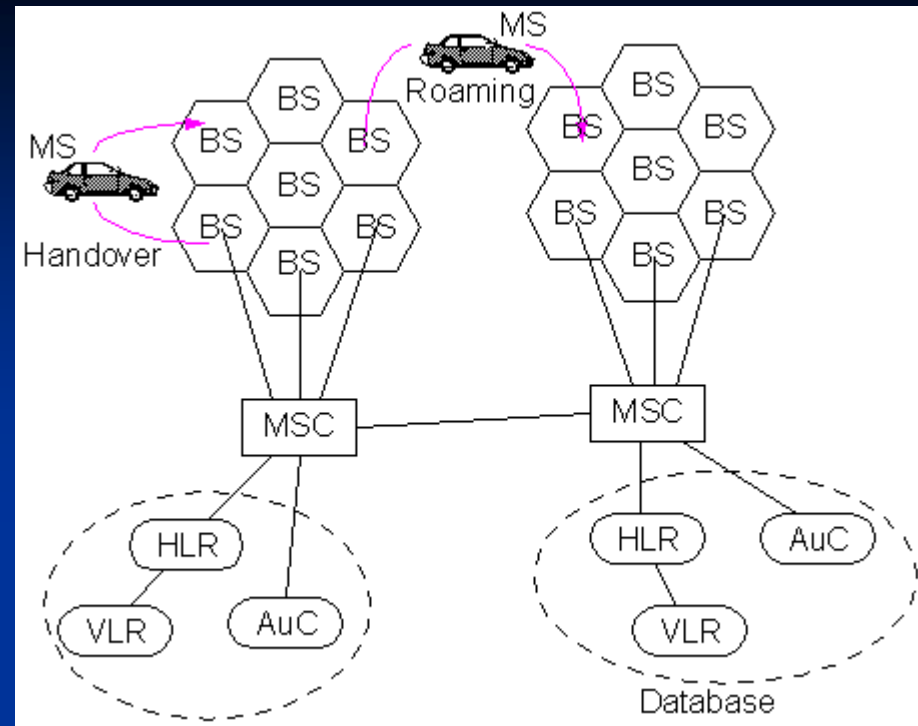 MS
Roaming
MS
Handover
BS
BS
BS
BS
BS
BS
BS
BS
BS
BS
BS
BS
BS
BS
MSC
MSC
HLR
VLR
AuC
HLR
AuC
VLR
Database